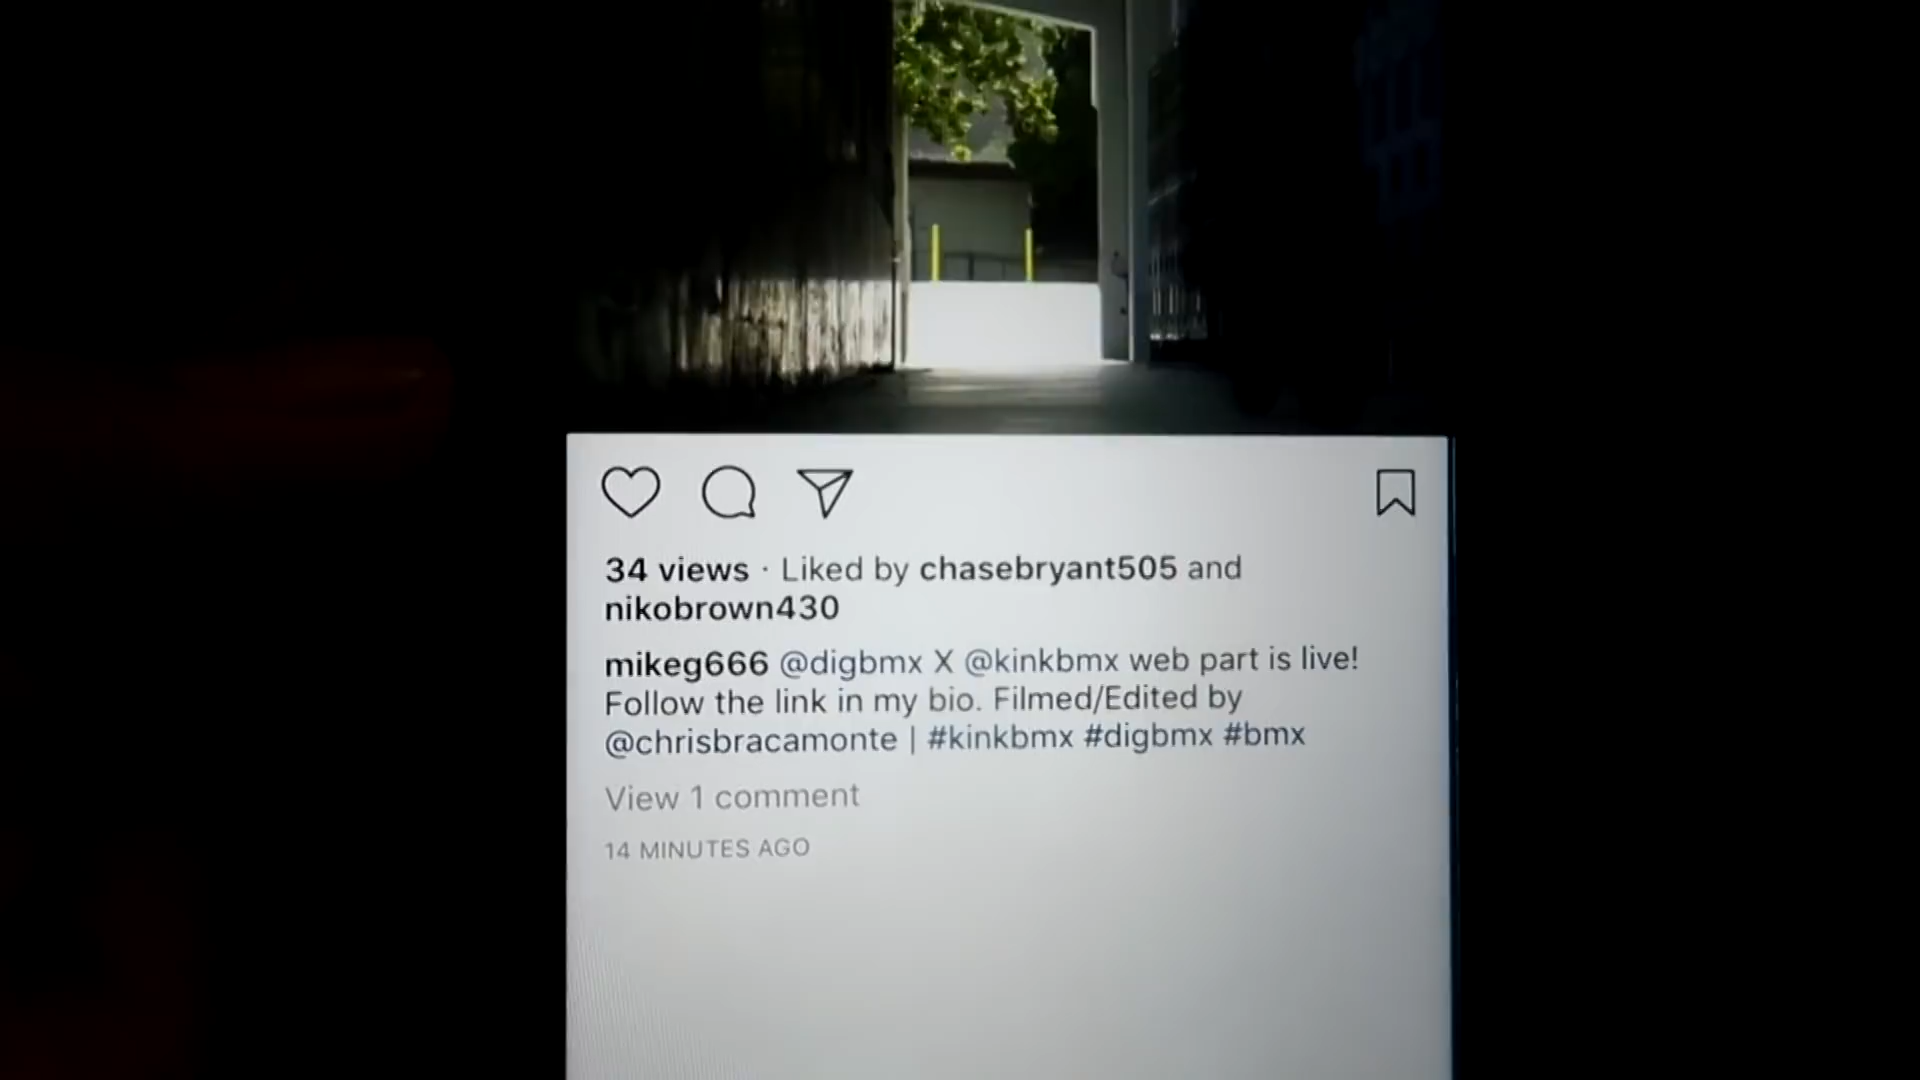 34 views · Liked by chasebryant505 and
nikobrown430
mikeg666 @digbmx X @kinkbmx web part is live!
Follow the link in my bio. Filmed/Edited by
@chrisbracamonte | #kinkbmx #digbmx #bmx
View 1 comment
14 MINUTES AGO